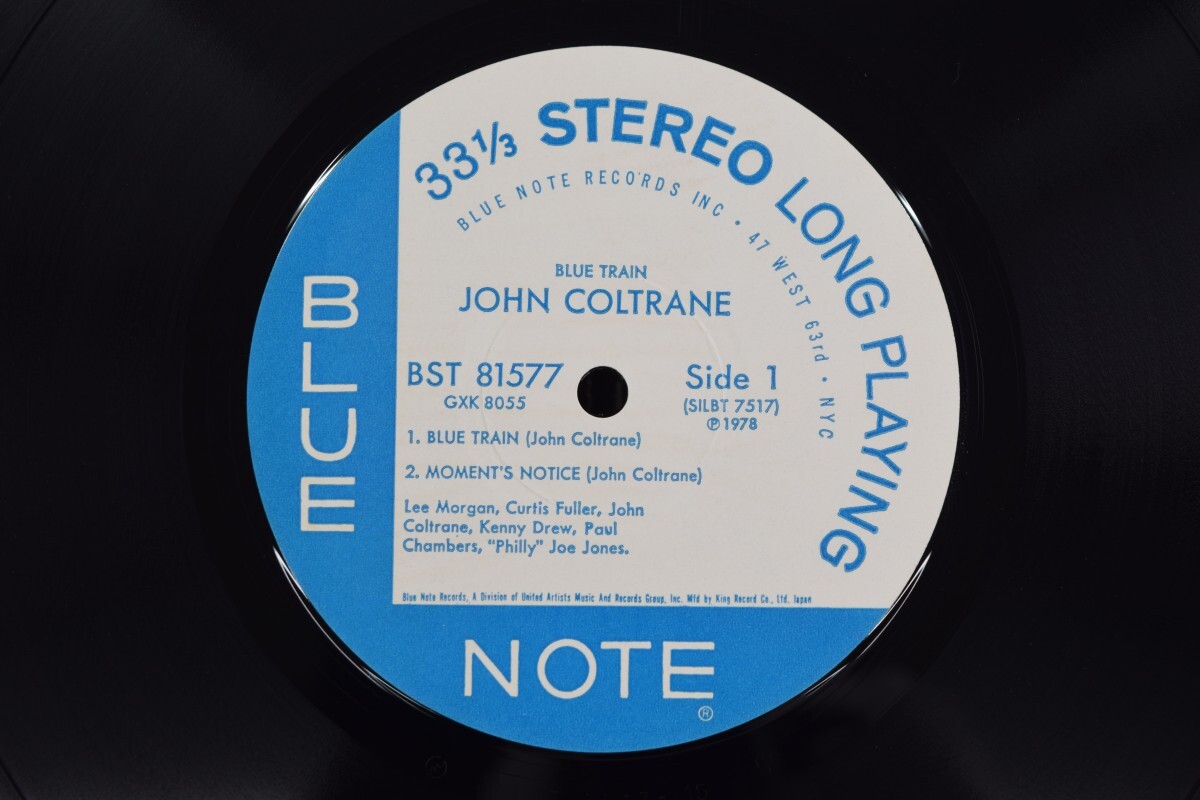 33⅓ STEREO LONG PLAYING
BLUE NOTE RECORDS INC • 47 WEST 63rd • NYC
BLUE TRAIN
JOHN COLTRANE
BST 81577
GXK 8055
Side 1
(SILBT 7517)
℗ 1978
1. BLUE TRAIN (John Coltrane)
2. MOMENT'S NOTICE (John Coltrane)
Lee Morgan, Curtis Fuller, John
Coltrane, Kenny Drew, Paul
Chambers, "Philly" Joe Jones.
Blue Note Records, A Division of United Artists Music And Records Group, Inc. Mfd by King Record Co., Ltd. Japan
BLUE
NOTE
®